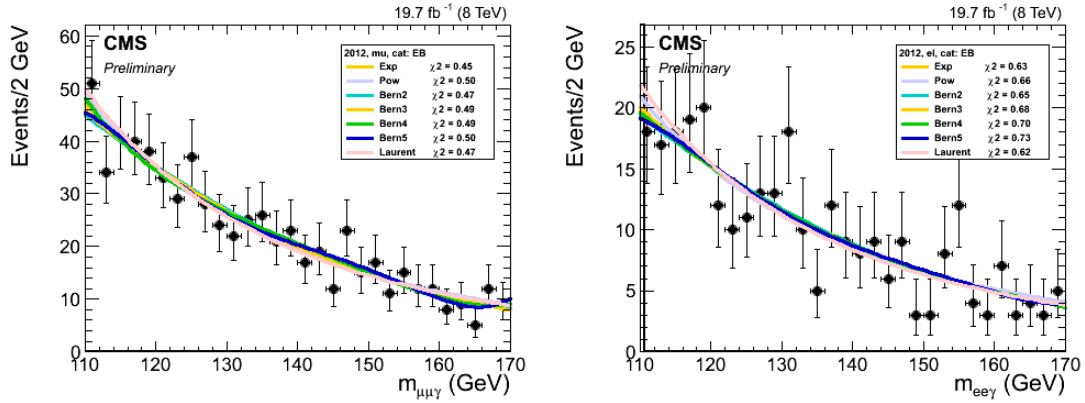 19.7 fb⁻¹ (8 TeV)
CMS
Preliminary
2012, mu, cat: EB
Exp χ2 = 0.45
Pow χ2 = 0.50
Bern2 χ2 = 0.47
Bern3 χ2 = 0.49
Bern4 χ2 = 0.49
Bern5 χ2 = 0.50
Laurent χ2 = 0.47
Events/2 GeV
60
50
40
30
20
10
0
110 120 130 140 150 160 170
m_μμγ (GeV)
19.7 fb⁻¹ (8 TeV)
CMS
Preliminary
2012, el, cat: EB
Exp χ2 = 0.63
Pow χ2 = 0.66
Bern2 χ2 = 0.65
Bern3 χ2 = 0.68
Bern4 χ2 = 0.70
Bern5 χ2 = 0.73
Laurent χ2 = 0.62
Events/2 GeV
25
20
15
10
5
0
110 120 130 140 150 160 170
m_eeγ (GeV)